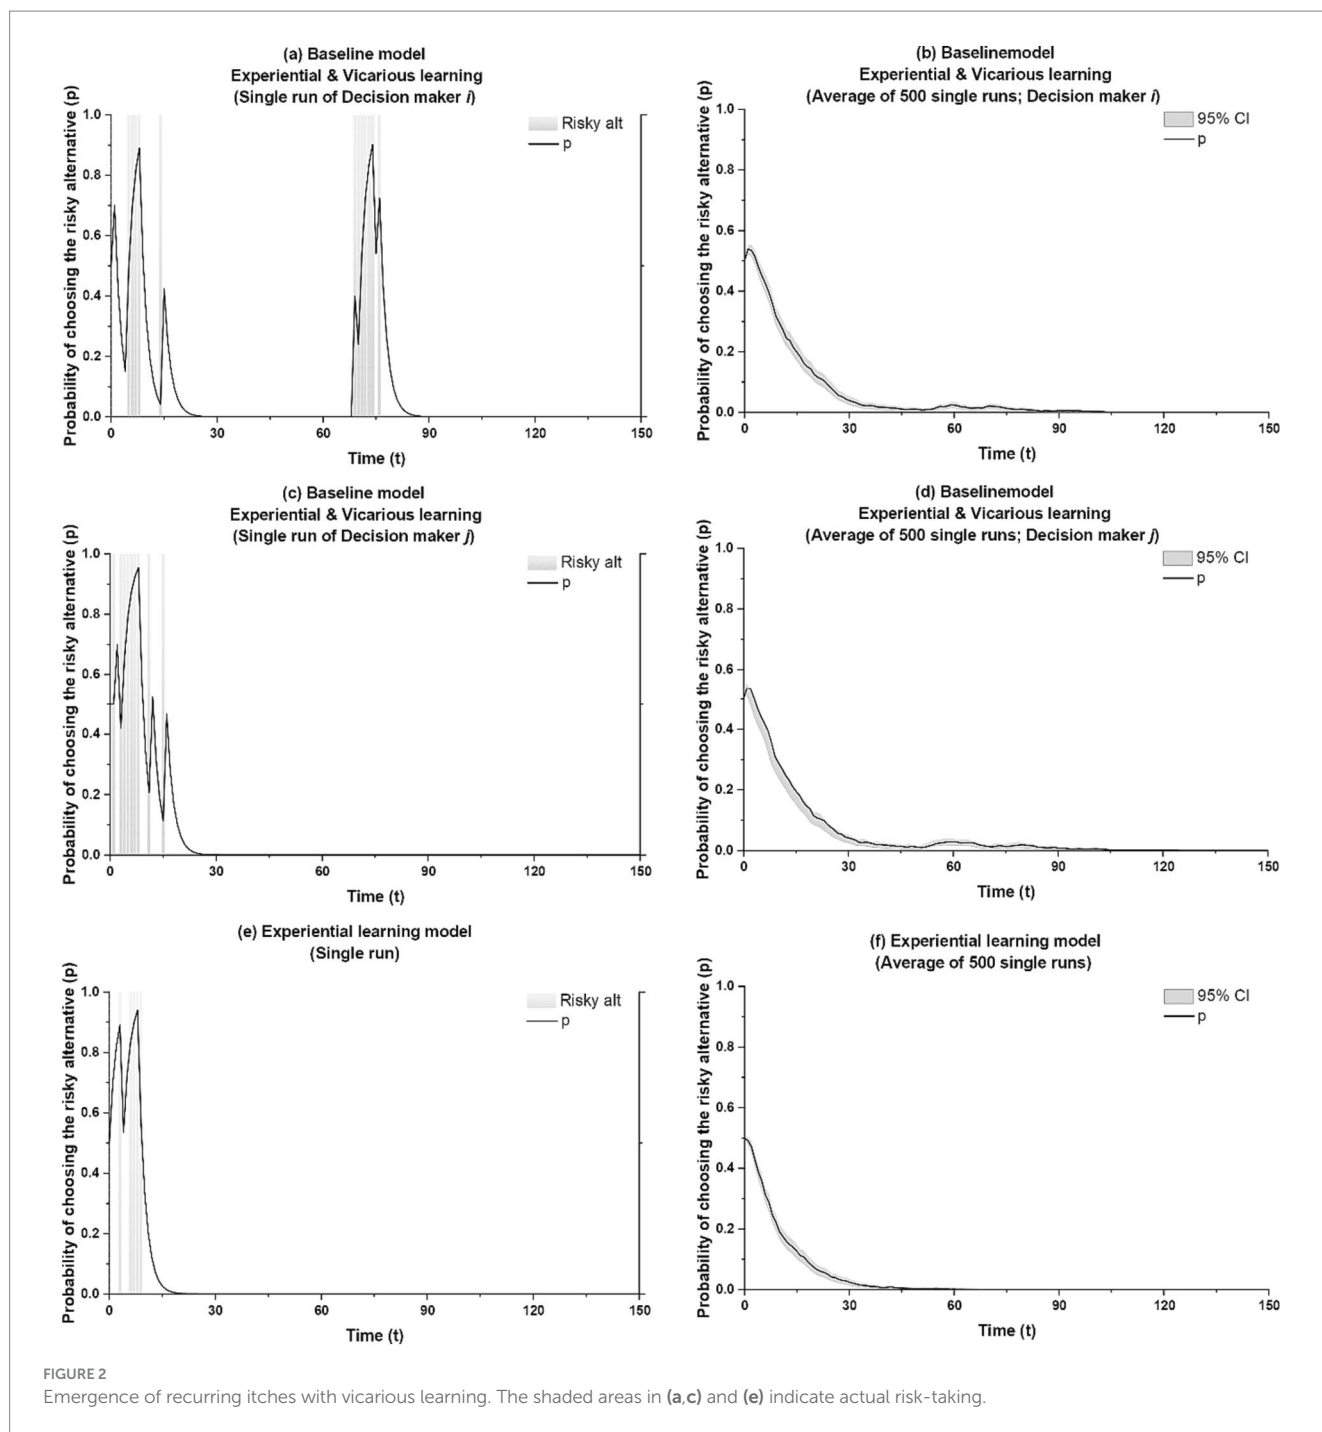 (a) Baseline model
Experiential & Vicarious learning
(Single run of Decision maker i)
Probability of choosing the risky alternative (p)
1.0
0.8
0.6
0.4
0.2
0.0
Risky alt
p
0 30 60 90 120 150
Time (t)
(b) Baselinemodel
Experiential & Vicarious learning
(Average of 500 single runs; Decision maker i)
Probability of choosing the risky alternative (p)
1.0
0.8
0.6
0.4
0.2
0.0
95% CI
p
0 30 60 90 120 150
Time (t)
(c) Baseline model
Experiential & Vicarious learning
(Single run of Decision maker j)
Probability of choosing the risky alternative (p)
1.0
0.8
0.6
0.4
0.2
0.0
Risky alt
p
0 30 60 90 120 150
Time (t)
(d) Baselinemodel
Experiential & Vicarious learning
(Average of 500 single runs; Decision maker j)
Probability of choosing the risky alternative (p)
1.0
0.8
0.6
0.4
0.2
0.0
95% CI
p
0 30 60 90 120 150
Time (t)
(e) Experiential learning model
(Single run)
Probability of choosing the risky alternative (p)
1.0
0.8
0.6
0.4
0.2
0.0
Risky alt
p
0 30 60 90 120 150
Time (t)
(f) Experiential learning model
(Average of 500 single runs)
Probability of choosing the risky alternative (p)
1.0
0.8
0.6
0.4
0.2
0.0
95% CI
p
0 30 60 90 120 150
Time (t)
FIGURE 2
Emergence of recurring itches with vicarious learning. The shaded areas in (a,c) and (e) indicate actual risk-taking.